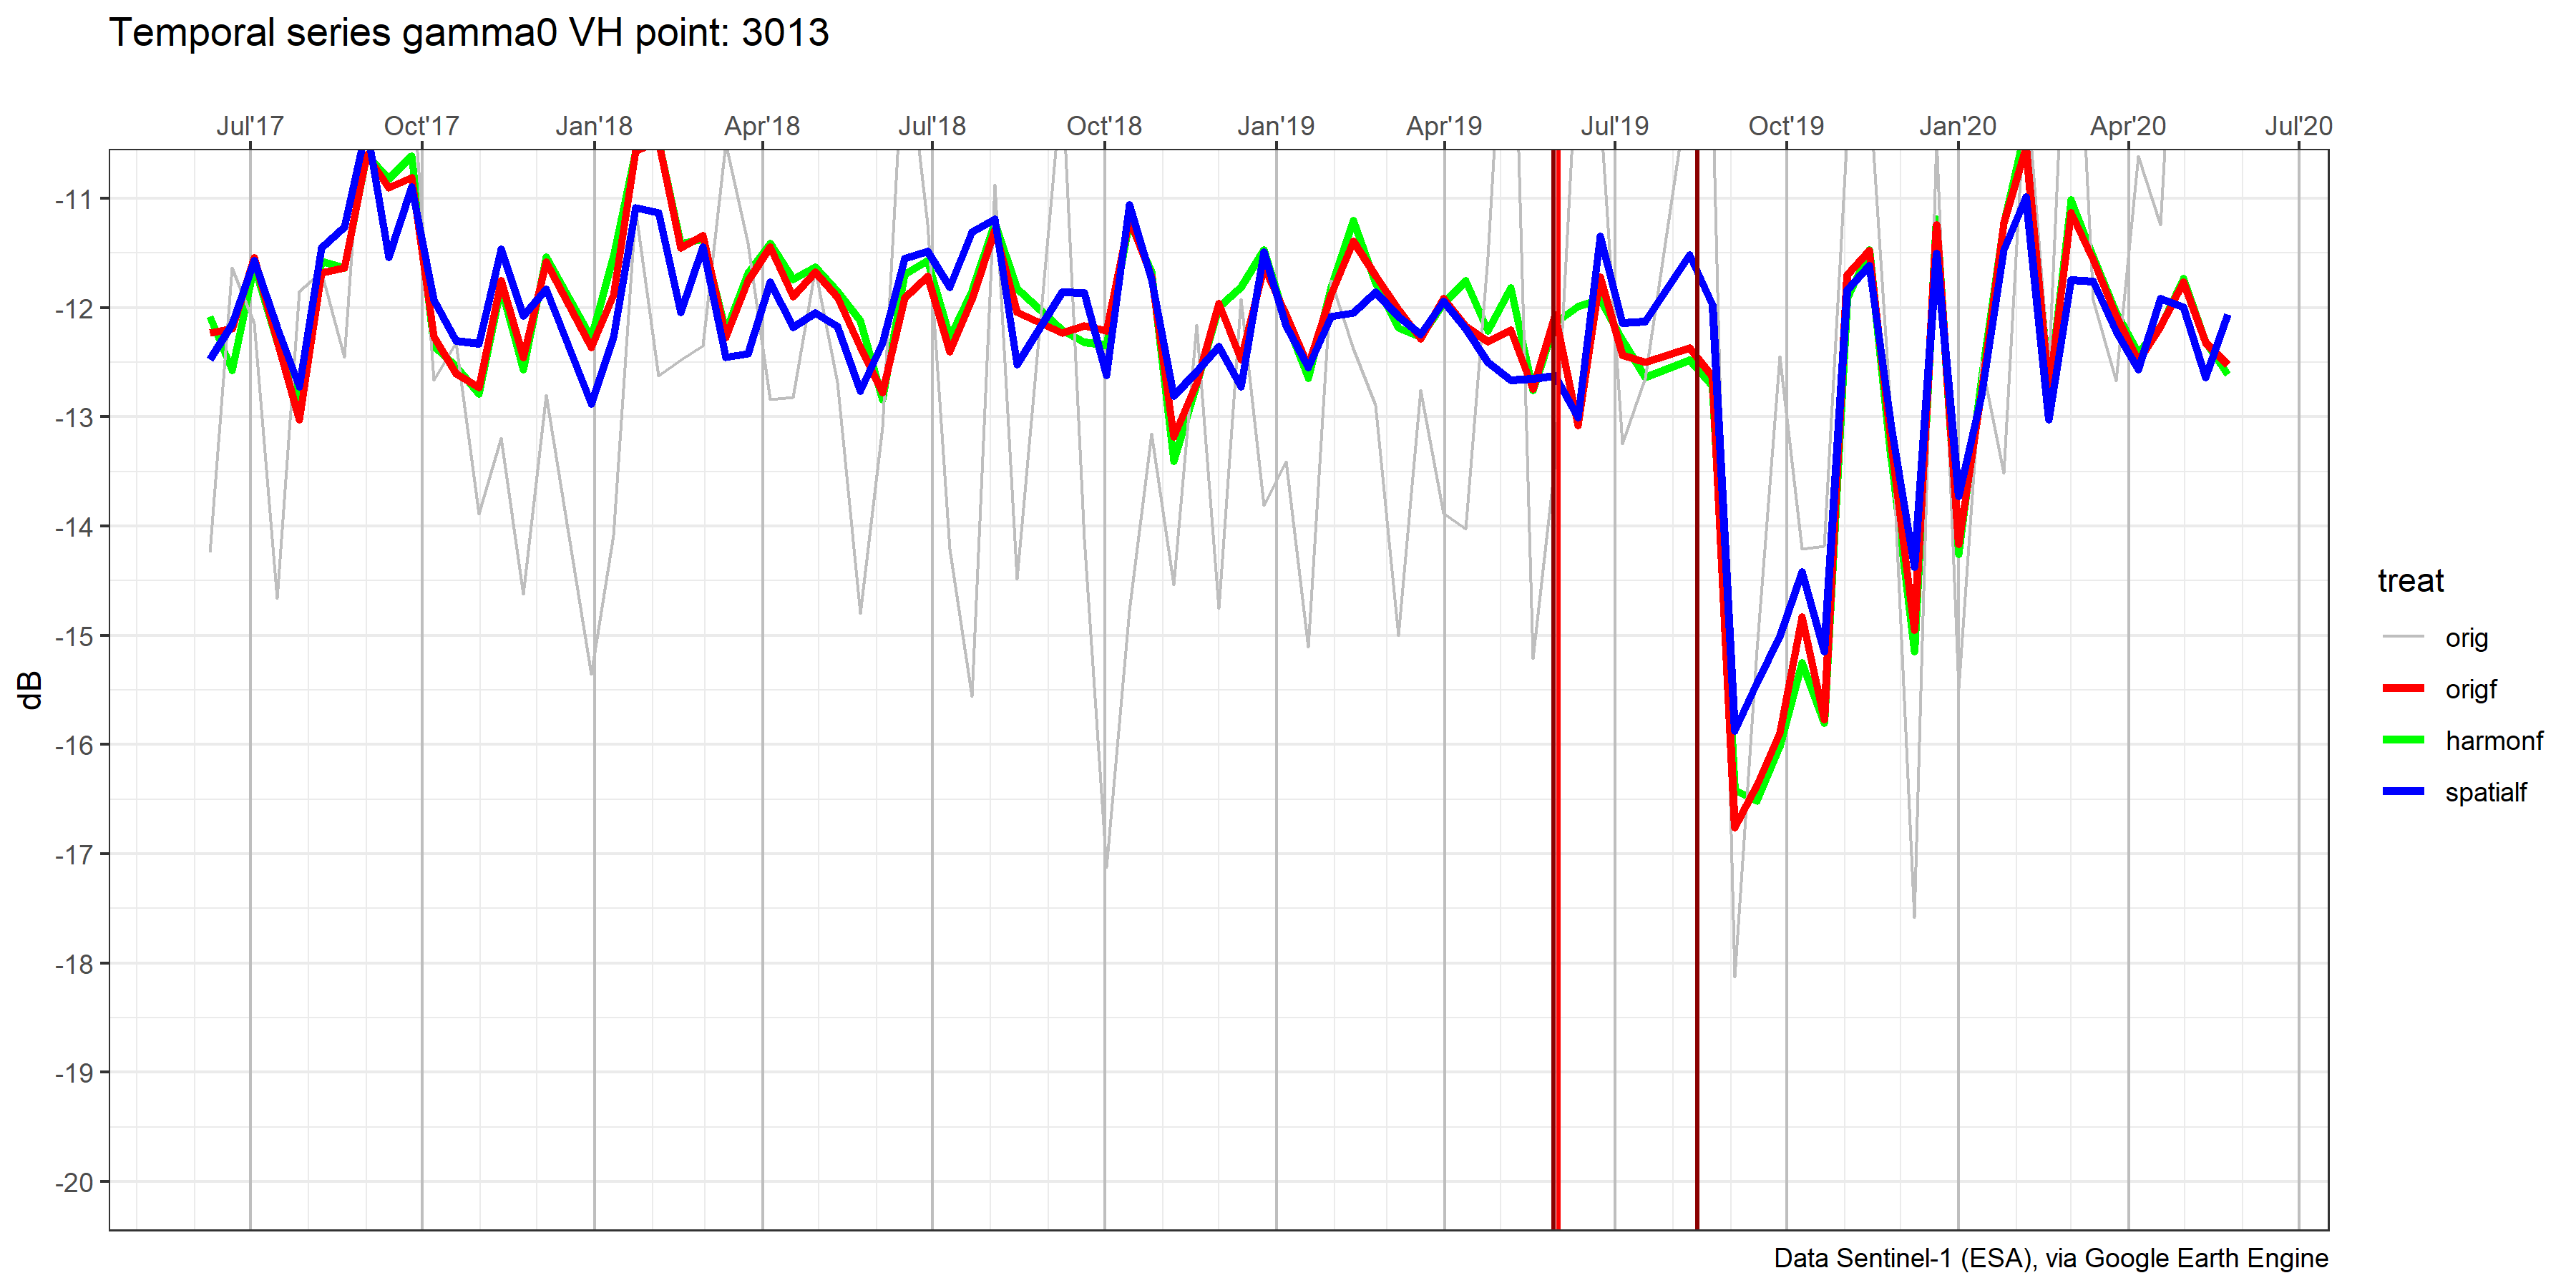 Temporal series gamma0 VH point: 3013
Jul'17 Oct'17 Jan'18 Apr'18 Jul'18 Oct'18 Jan'19 Apr'19 Jul'19 Oct'19 Jan'20 Apr'20 Jul'20
-11
-12
-13
-14
-15
-16
-17
-18
-19
-20
dB
treat
orig
origf
harmonf
spatialf
Data Sentinel-1 (ESA), via Google Earth Engine